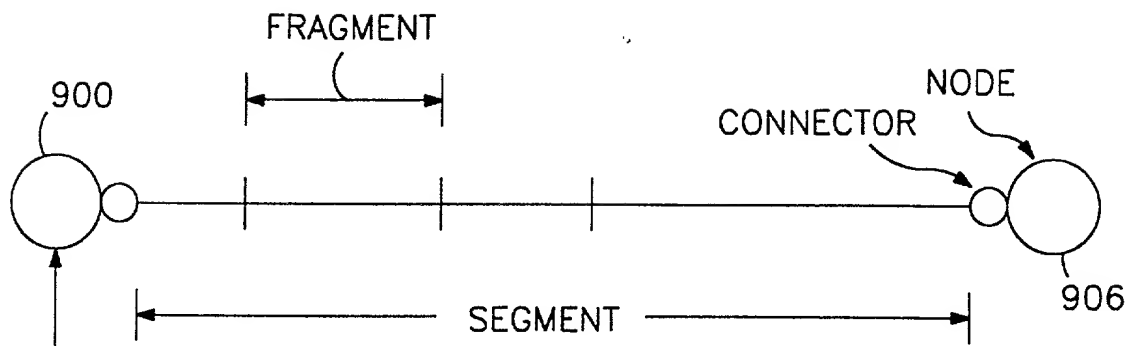 FRAGMENT
900
NODE
CONNECTOR
906
SEGMENT